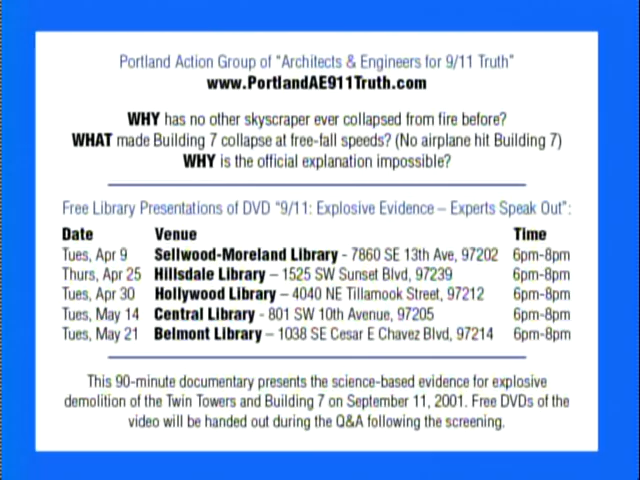 Portland Action Group of "Architects & Engineers for 9/11 Truth"
www.PortlandAE911Truth.com
WHY has no other skyscraper ever collapsed from fire before?
WHAT made Building 7 collapse at free-fall speeds? (No airplane hit Building 7)
WHY is the official explanation impossible?
Free Library Presentations of DVD "9/11: Explosive Evidence – Experts Speak Out":
Date Venue Time
Tues, Apr 9 Sellwood-Moreland Library - 7860 SE 13th Ave, 97202 6pm-8pm
Thurs, Apr 25 Hillsdale Library – 1525 SW Sunset Blvd, 97239 6pm-8pm
Tues, Apr 30 Hollywood Library – 4040 NE Tillamook Street, 97212 6pm-8pm
Tues, May 14 Central Library - 801 SW 10th Avenue, 97205 6pm-8pm
Tues, May 21 Belmont Library – 1038 SE Cesar E Chavez Blvd, 97214 6pm-8pm
This 90-minute documentary presents the science-based evidence for explosive
demolition of the Twin Towers and Building 7 on September 11, 2001. Free DVDs of the
video will be handed out during the Q&A following the screening.